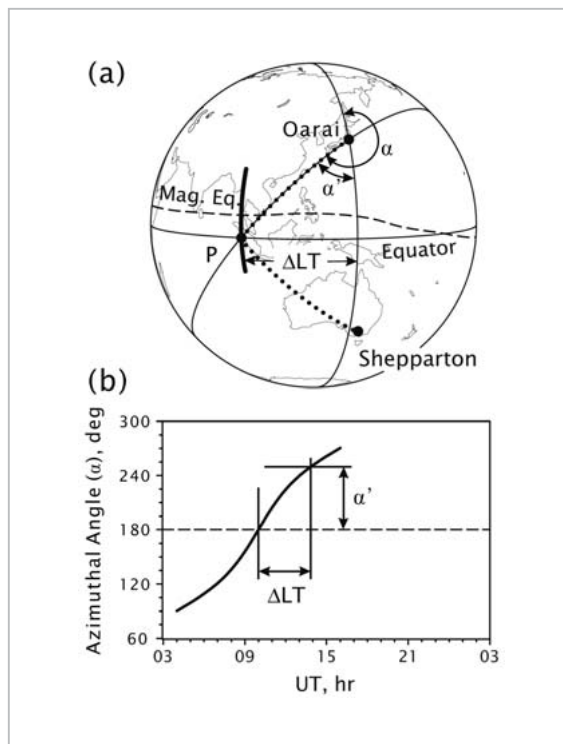 (a)
Oarai
α
α'
Mag. Eq.
P
ΔLT
Equator
Shepparton
(b)
300
240
180
120
60
α'
ΔLT
Azimuthal Angle (α), deg
03 09 15 21 03
UT, hr